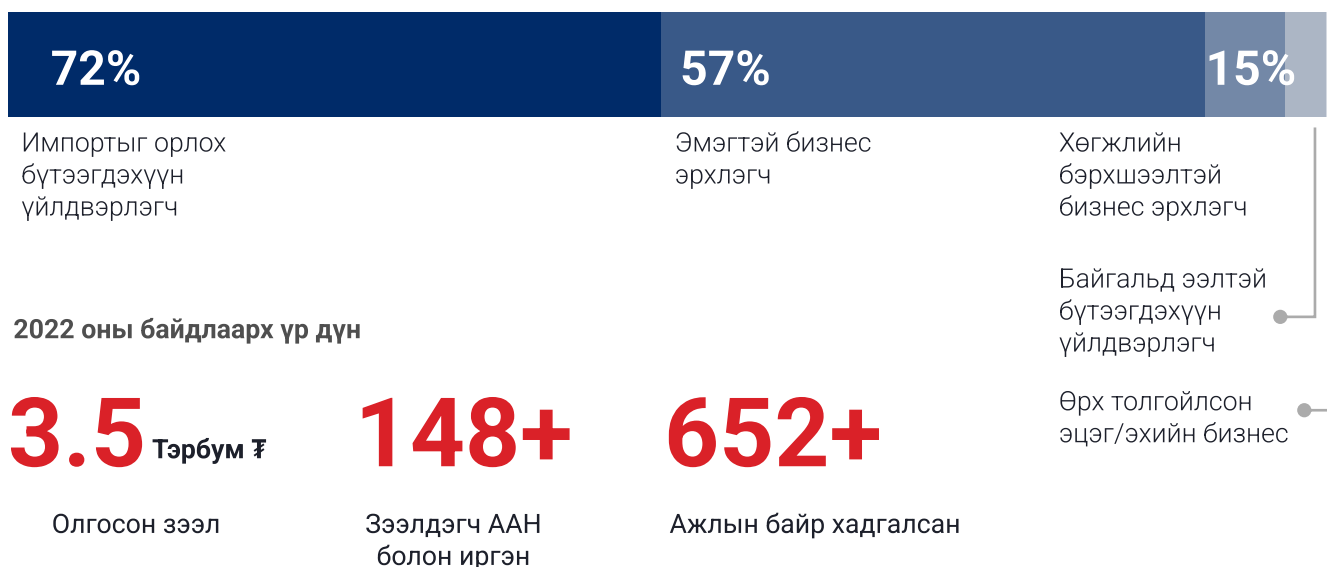 72%
57%
15%
Импортыг орлох
бүтээгдэхүүн
үйлдвэрлэгч
Эмэгтэй бизнес
эрхлэгч
Хөгжлийн
бэрхшээлтэй
бизнес эрхлэгч
Байгальд ээлтэй
бүтээгдэхүүн
үйлдвэрлэгч
Өрх толгойлсон
эцэг/эхийн бизнес
2022 оны байдлаарх үр дүн
3.5 Тэрбум ₮
Олгосон зээл
148+
Зээлдэгч ААН
болон иргэн
652+
Ажлын байр хадгалсан